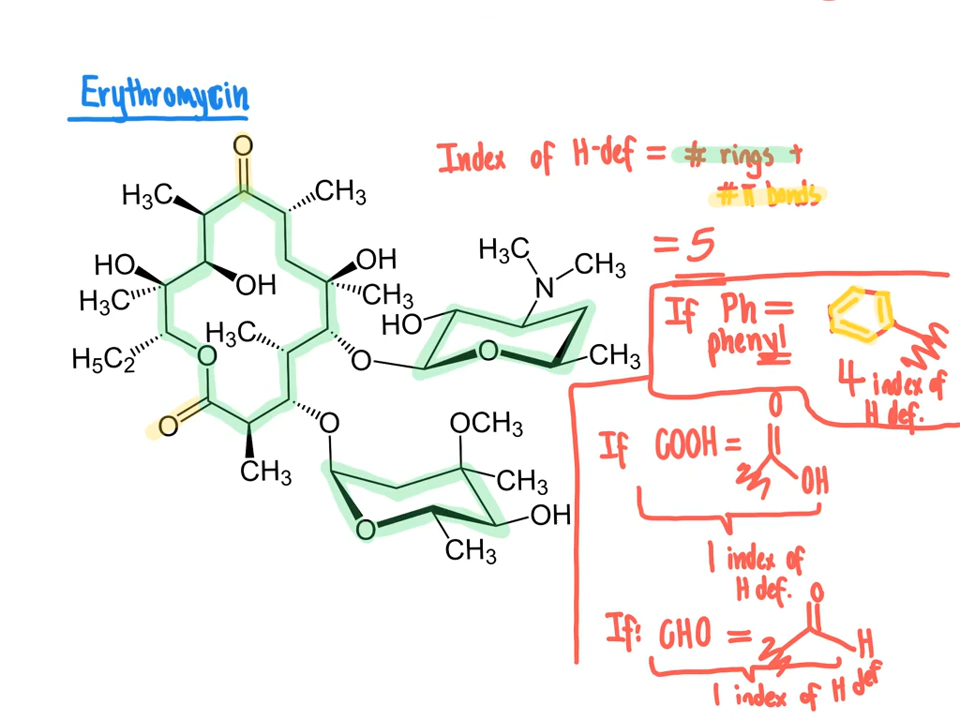 Erythromycin
Index of H-def = # rings +
# π bonds
= 5
O
H₃C
CH₃
HO
OH
H₃C
OH
CH₃
H₅C₂
O
H₃C
O
O
CH₃
O
H₃C
CH₃
N
HO
O
CH₃
OCH₃
CH₃
OH
O
CH₃
If Ph =
phenyl
4 index of
H def.
If COOH =
O
OH
1 index of
H def.
If: CHO =
O
H
1 index of H def